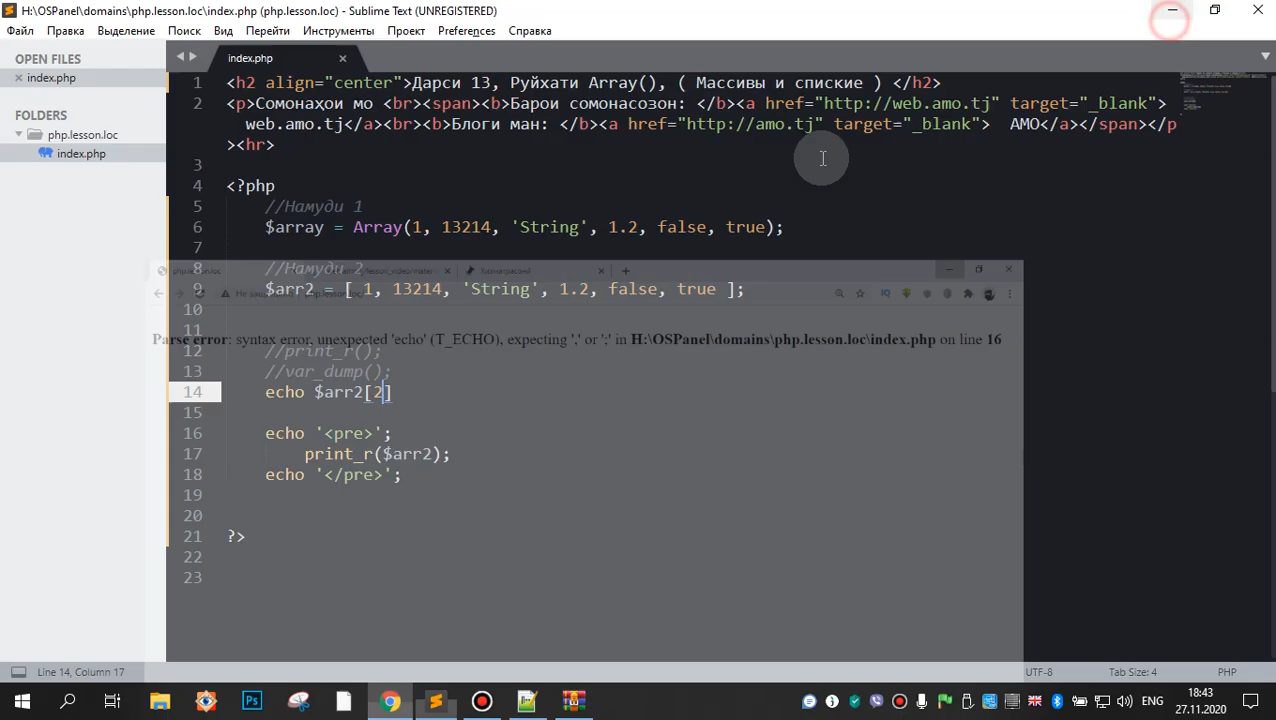 H:\OSPanel\domains\php.lesson.loc\index.php (php.lesson.loc) - Sublime Text (UNREGISTERED)
Файл Правка Выделение Поиск Вид Перейти Инструменты Проект Preferences Справка
OPEN FILES
index.php
FOLDERS
php.lesson.loc
index.php
index.php
1 <h2 align="center">Дарси 13, Руйхати Array(), ( Массивы и спиские ) </h2>
2 <p>Сомонаҳои мо <br><span><b>Барои сомонасозон: </b><a href="http://web.amo.tj" target="_blank">
web.amo.tj</a><br><b>Блоги ман: </b><a href="http://amo.tj" target="_blank">  АМО</a></span></p
><hr>
3
4 <?php
5 //Намуди 1
6 $array = Array(1, 13214, 'String', 1.2, false, true);
7
8 //Намуди 2
9 $arr2 = [ 1, 13214, 'String', 1.2, false, true ];
10
11
12 //print_r();
13 //var_dump();
14 echo $arr2[2]
15
16 echo '<pre>';
17 print_r($arr2);
18 echo '</pre>';
19
20
21 ?>
22
23
php.lesson.loc
Parse error: syntax error, unexpected 'echo' (T_ECHO), expecting ',' or ';' in H:\OSPanel\domains\php.lesson.loc\index.php on line 16
Line 14, Column 17
UTF-8 Tab Size: 4 PHP
ENG
18:43
27.11.2020